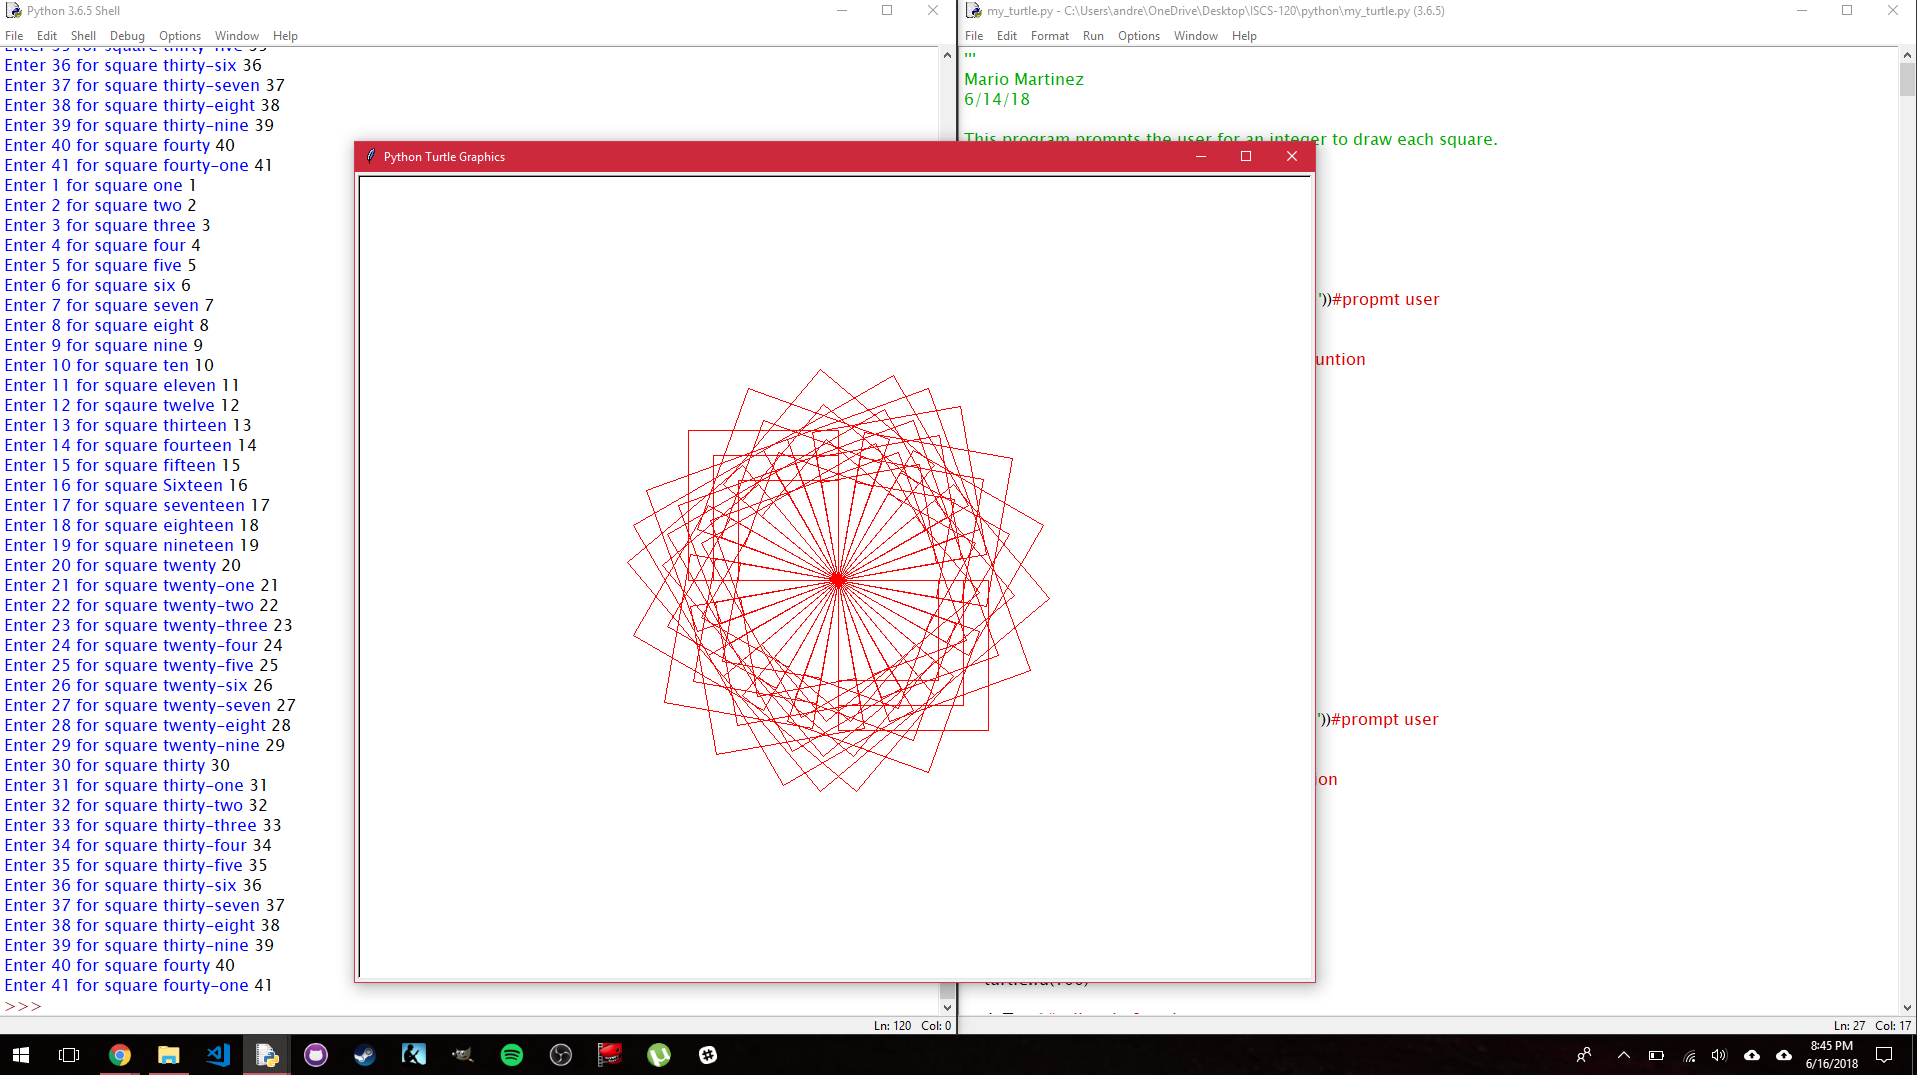 Python 3.6.5 Shell
File Edit Shell Debug Options Window Help
Enter 35 for square thirty-five 35
Enter 36 for square thirty-six 36
Enter 37 for square thirty-seven 37
Enter 38 for square thirty-eight 38
Enter 39 for square thirty-nine 39
Enter 40 for square fourty 40
Enter 41 for square fourty-one 41
Enter 1 for square one 1
Enter 2 for square two 2
Enter 3 for square three 3
Enter 4 for square four 4
Enter 5 for square five 5
Enter 6 for square six 6
Enter 7 for square seven 7
Enter 8 for square eight 8
Enter 9 for square nine 9
Enter 10 for square ten 10
Enter 11 for square eleven 11
Enter 12 for sqaure twelve 12
Enter 13 for square thirteen 13
Enter 14 for square fourteen 14
Enter 15 for square fifteen 15
Enter 16 for square Sixteen 16
Enter 17 for square seventeen 17
Enter 18 for square eighteen 18
Enter 19 for square nineteen 19
Enter 20 for square twenty 20
Enter 21 for square twenty-one 21
Enter 22 for square twenty-two 22
Enter 23 for square twenty-three 23
Enter 24 for square twenty-four 24
Enter 25 for square twenty-five 25
Enter 26 for square twenty-six 26
Enter 27 for square twenty-seven 27
Enter 28 for square twenty-eight 28
Enter 29 for square twenty-nine 29
Enter 30 for square thirty 30
Enter 31 for square thirty-one 31
Enter 32 for square thirty-two 32
Enter 33 for square thirty-three 33
Enter 34 for square thirty-four 34
Enter 35 for square thirty-five 35
Enter 36 for square thirty-six 36
Enter 37 for square thirty-seven 37
Enter 38 for square thirty-eight 38
Enter 39 for square thirty-nine 39
Enter 40 for square fourty 40
Enter 41 for square fourty-one 41
>>>
Ln: 120 Col: 0
Python Turtle Graphics
my_turtle.py - C:\Users\andre\OneDrive\Desktop\ISCS-120\python\my_turtle.py (3.6.5)
File Edit Format Run Options Window Help
'''
Mario Martinez
6/14/18
This program prompts the user for an integer to draw each square.
'))#propmt user
untion
'))#prompt user
ion
Ln: 27 Col: 17
8:45 PM
6/16/2018